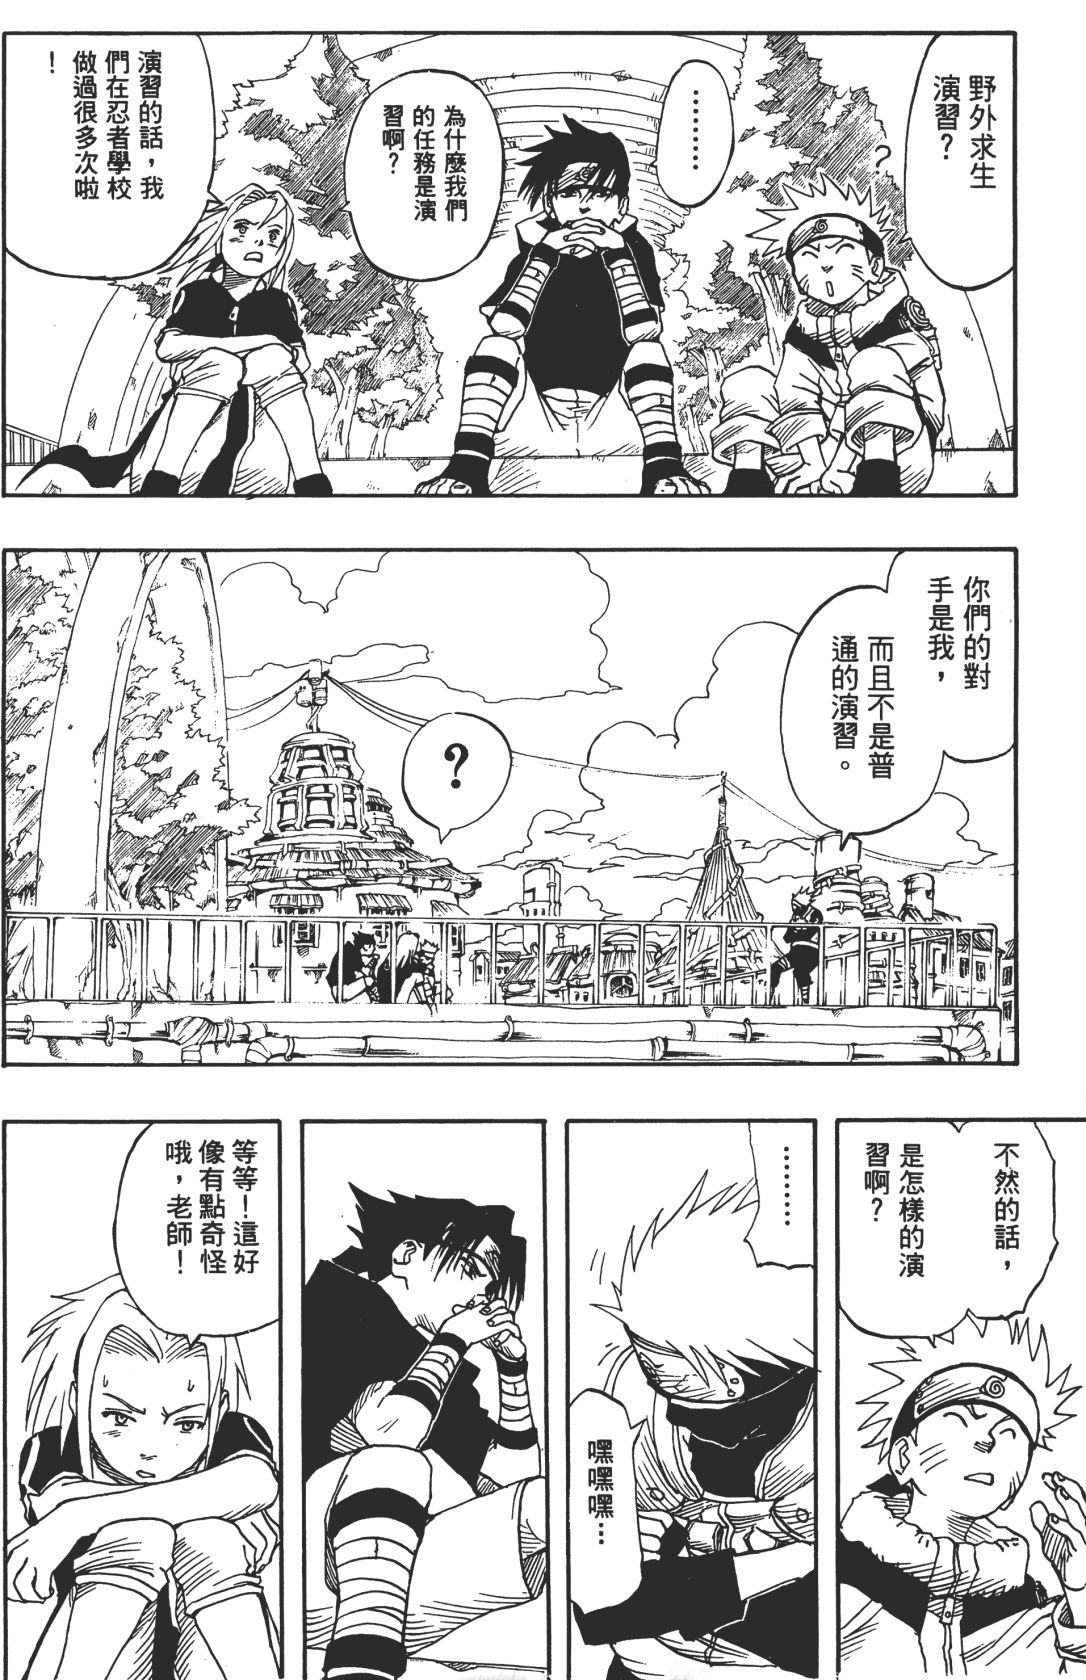 野外求生
演習？
？
………
為什麼我們
的任務是演
習啊？
演習的話，我
們在忍者學校
做過很多次啦
！
你們的對
手是我，
而且不是普
通的演習。
？
不然的話，
是怎樣的演
習啊？
………
嘿嘿嘿…
等等！這好
像有點奇怪
哦，老師！